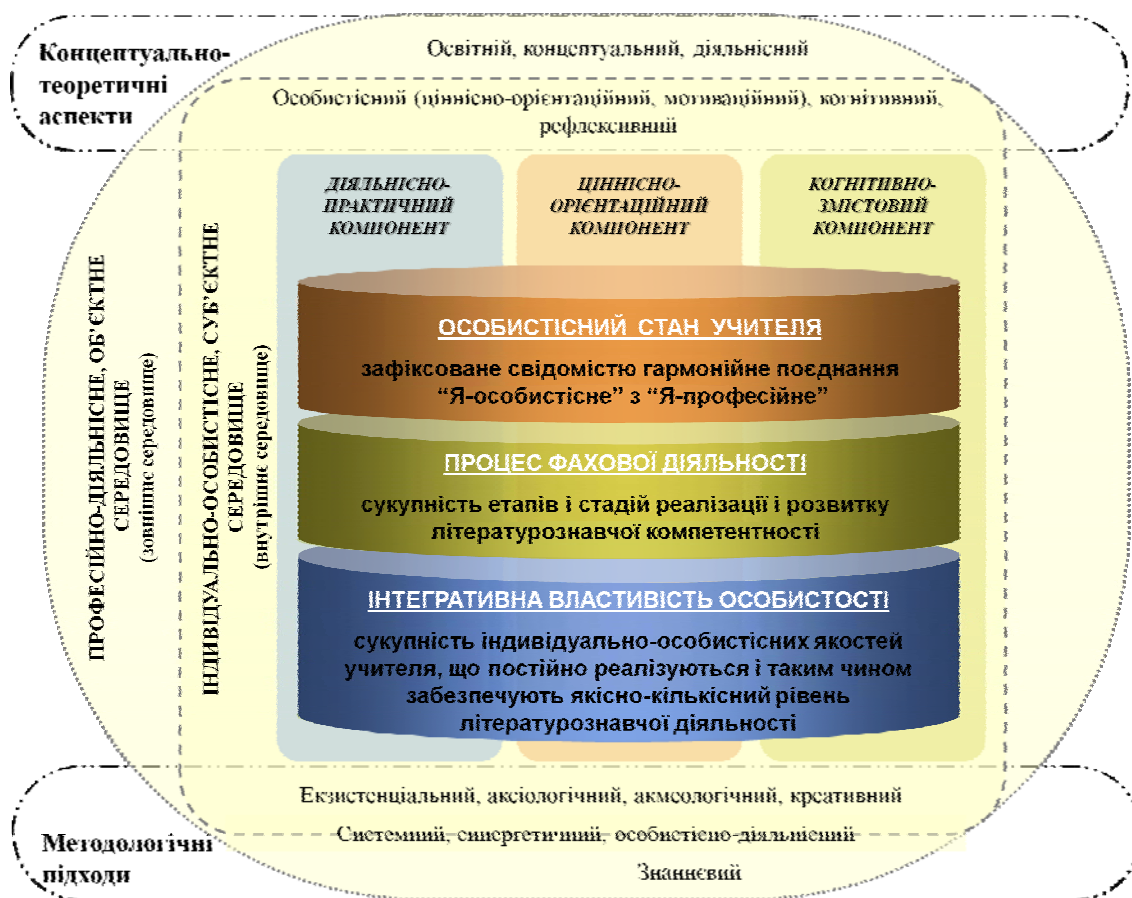 Концептуально-
теоретичні
аспекти
Освітній, концептуальний, діяльнісний
Особистісний (ціннісно-орієнтаційний, мотиваційний), когнітивний,
рефлексивний
ДІЯЛЬНІСНО-
ПРАКТИЧНИЙ
КОМПОНЕНТ
ЦІННІСНО-
ОРІЄНТАЦІЙНИЙ
КОМПОНЕНТ
КОГНІТИВНО-
ЗМІСТОВИЙ
КОМПОНЕНТ
ПРОФЕСІЙНО-ДІЯЛЬНІСНЕ, ОБ’ЄКТНЕ
СЕРЕДОВИЩЕ
(зовнішнє середовище)
ІНДИВІДУАЛЬНО-ОСОБИСТІСНЕ, СУБ’ЄКТНЕ
СЕРЕДОВИЩЕ
(внутрішнє середовище)
ОСОБИСТІСНИЙ СТАН УЧИТЕЛЯ
зафіксоване свідомістю гармонійне поєднання
“Я-особистісне” з “Я-професійне”
ПРОЦЕС ФАХОВОЇ ДІЯЛЬНОСТІ
сукупність етапів і стадій реалізації і розвитку
літературознавчої компетентності
ІНТЕГРАТИВНА ВЛАСТИВІСТЬ ОСОБИСТОСТІ
сукупність індивідуально-особистісних якостей
учителя, що постійно реалізуються і таким чином
забезпечують якісно-кількісний рівень
літературознавчої діяльності
Екзистенціальний, аксіологічний, акмеологічний, креативний
Системний, синергетичний, особистісно-діяльнісний
Знаннєвий
Методологічні
підходи